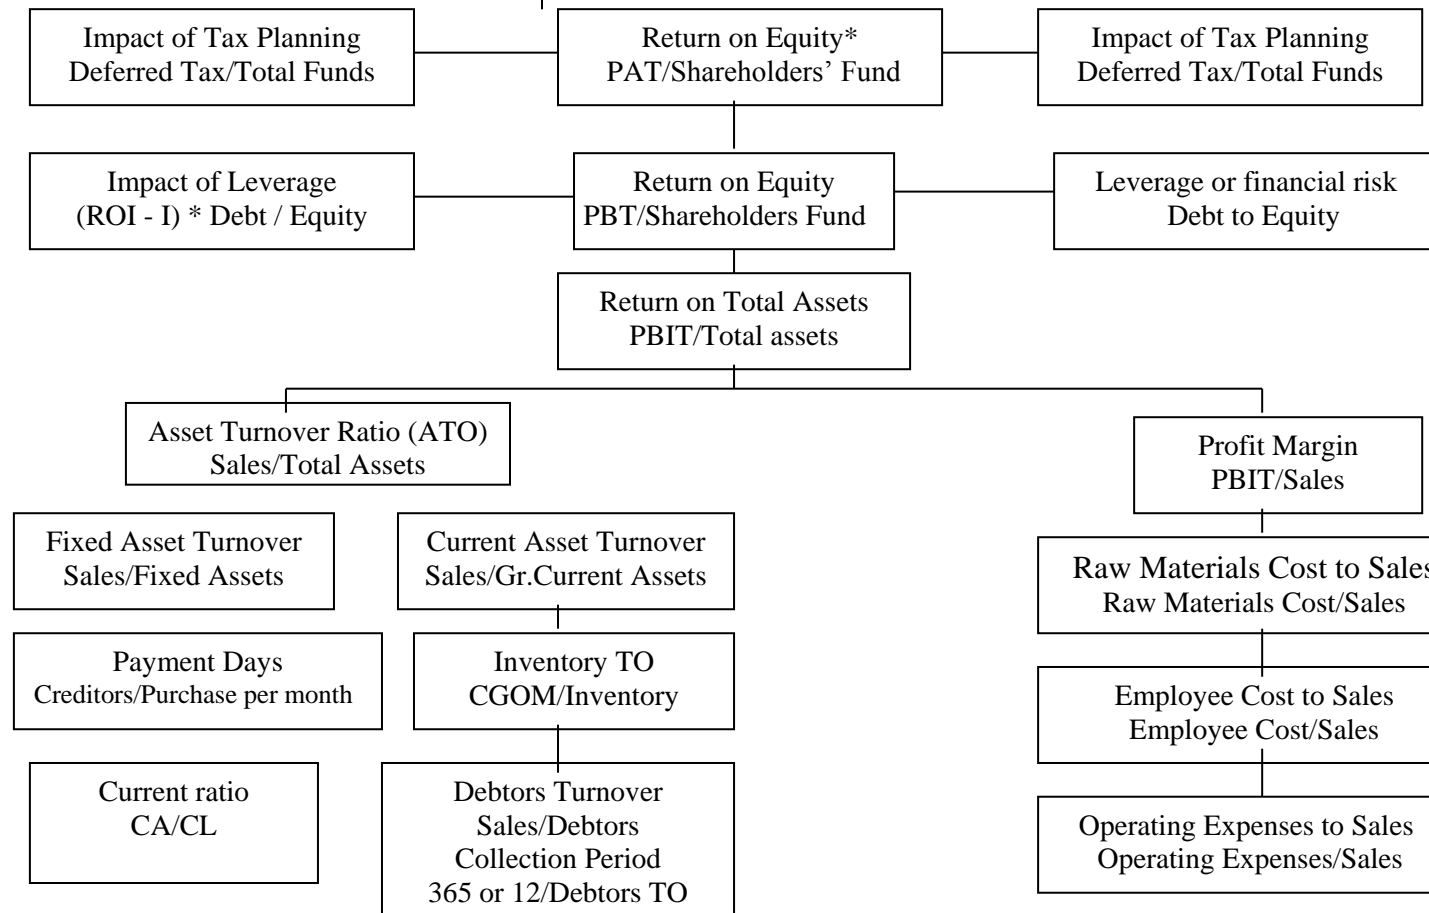 Impact of Tax Planning
Deferred Tax/Total Funds
Return on Equity*
PAT/Shareholders’ Fund
Impact of Tax Planning
Deferred Tax/Total Funds
Impact of Leverage
(ROI - I) * Debt / Equity
Return on Equity
PBT/Shareholders Fund
Leverage or financial risk
Debt to Equity
Return on Total Assets
PBIT/Total assets
Asset Turnover Ratio (ATO)
Sales/Total Assets
Profit Margin
PBIT/Sales
Fixed Asset Turnover
Sales/Fixed Assets
Current Asset Turnover
Sales/Gr.Current Assets
Raw Materials Cost to Sales
Raw Materials Cost/Sales
Payment Days
Creditors/Purchase per month
Inventory TO
CGOM/Inventory
Employee Cost to Sales
Employee Cost/Sales
Current ratio
CA/CL
Debtors Turnover
Sales/Debtors
Collection Period
365 or 12/Debtors TO
Operating Expenses to Sales
Operating Expenses/Sales